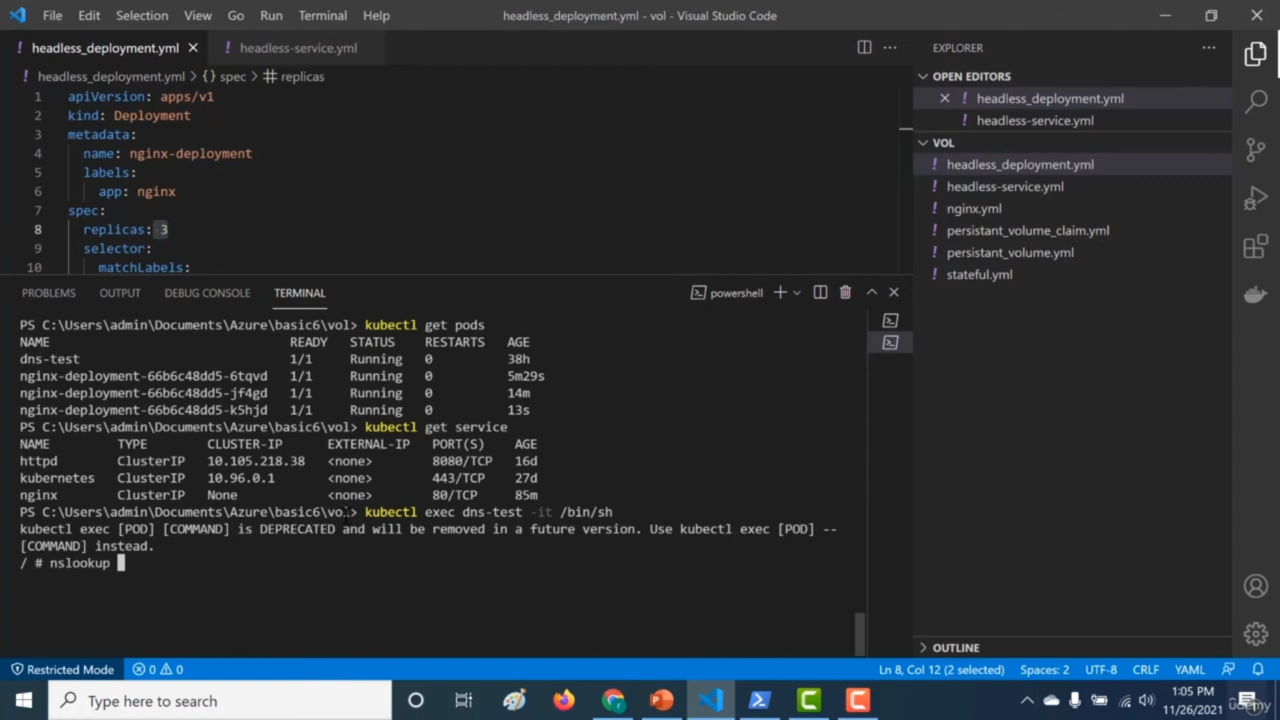 File Edit Selection View Go Run Terminal Help headless_deployment.yml - vol - Visual Studio Code
! headless_deployment.yml ! headless-service.yml
! headless_deployment.yml > {} spec > # replicas
1 apiVersion: apps/v1
2 kind: Deployment
3 metadata:
4 name: nginx-deployment
5 labels:
6 app: nginx
7 spec:
8 replicas: 3
9 selector:
10 matchLabels:
PROBLEMS OUTPUT DEBUG CONSOLE TERMINAL powershell
PS C:\Users\admin\Documents\Azure\basic6\vol> kubectl get pods
NAME READY STATUS RESTARTS AGE
dns-test 1/1 Running 0 38h
nginx-deployment-66b6c48dd5-6tqvd 1/1 Running 0 5m29s
nginx-deployment-66b6c48dd5-jf4gd 1/1 Running 0 14m
nginx-deployment-66b6c48dd5-k5hjd 1/1 Running 0 13s
PS C:\Users\admin\Documents\Azure\basic6\vol> kubectl get service
NAME TYPE CLUSTER-IP EXTERNAL-IP PORT(S) AGE
httpd ClusterIP 10.105.218.38 <none> 8080/TCP 16d
kubernetes ClusterIP 10.96.0.1 <none> 443/TCP 27d
nginx ClusterIP None <none> 80/TCP 85m
PS C:\Users\admin\Documents\Azure\basic6\vol> kubectl exec dns-test -it /bin/sh
kubectl exec [POD] [COMMAND] is DEPRECATED and will be removed in a future version. Use kubectl exec [POD] --
[COMMAND] instead.
/ # nslookup
EXPLORER
OPEN EDITORS
! headless_deployment.yml
! headless-service.yml
VOL
! headless_deployment.yml
! headless-service.yml
! nginx.yml
! persistant_volume_claim.yml
! persistant_volume.yml
! stateful.yml
OUTLINE
Restricted Mode 0 0 Ln 8, Col 12 (2 selected) Spaces: 2 UTF-8 CRLF YAML
Type here to search
1:05 PM
11/26/2021
udemy